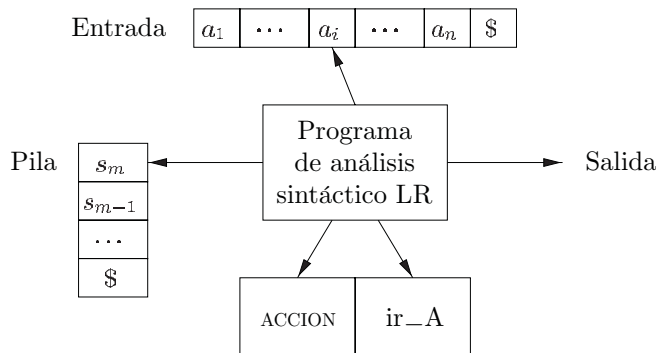 Entrada a₁ ··· aᵢ ··· aₙ $
Programa
de análisis
sintáctico LR
Pila
sₘ
sₘ₋₁
···
$
Salida
ACCION ir_A